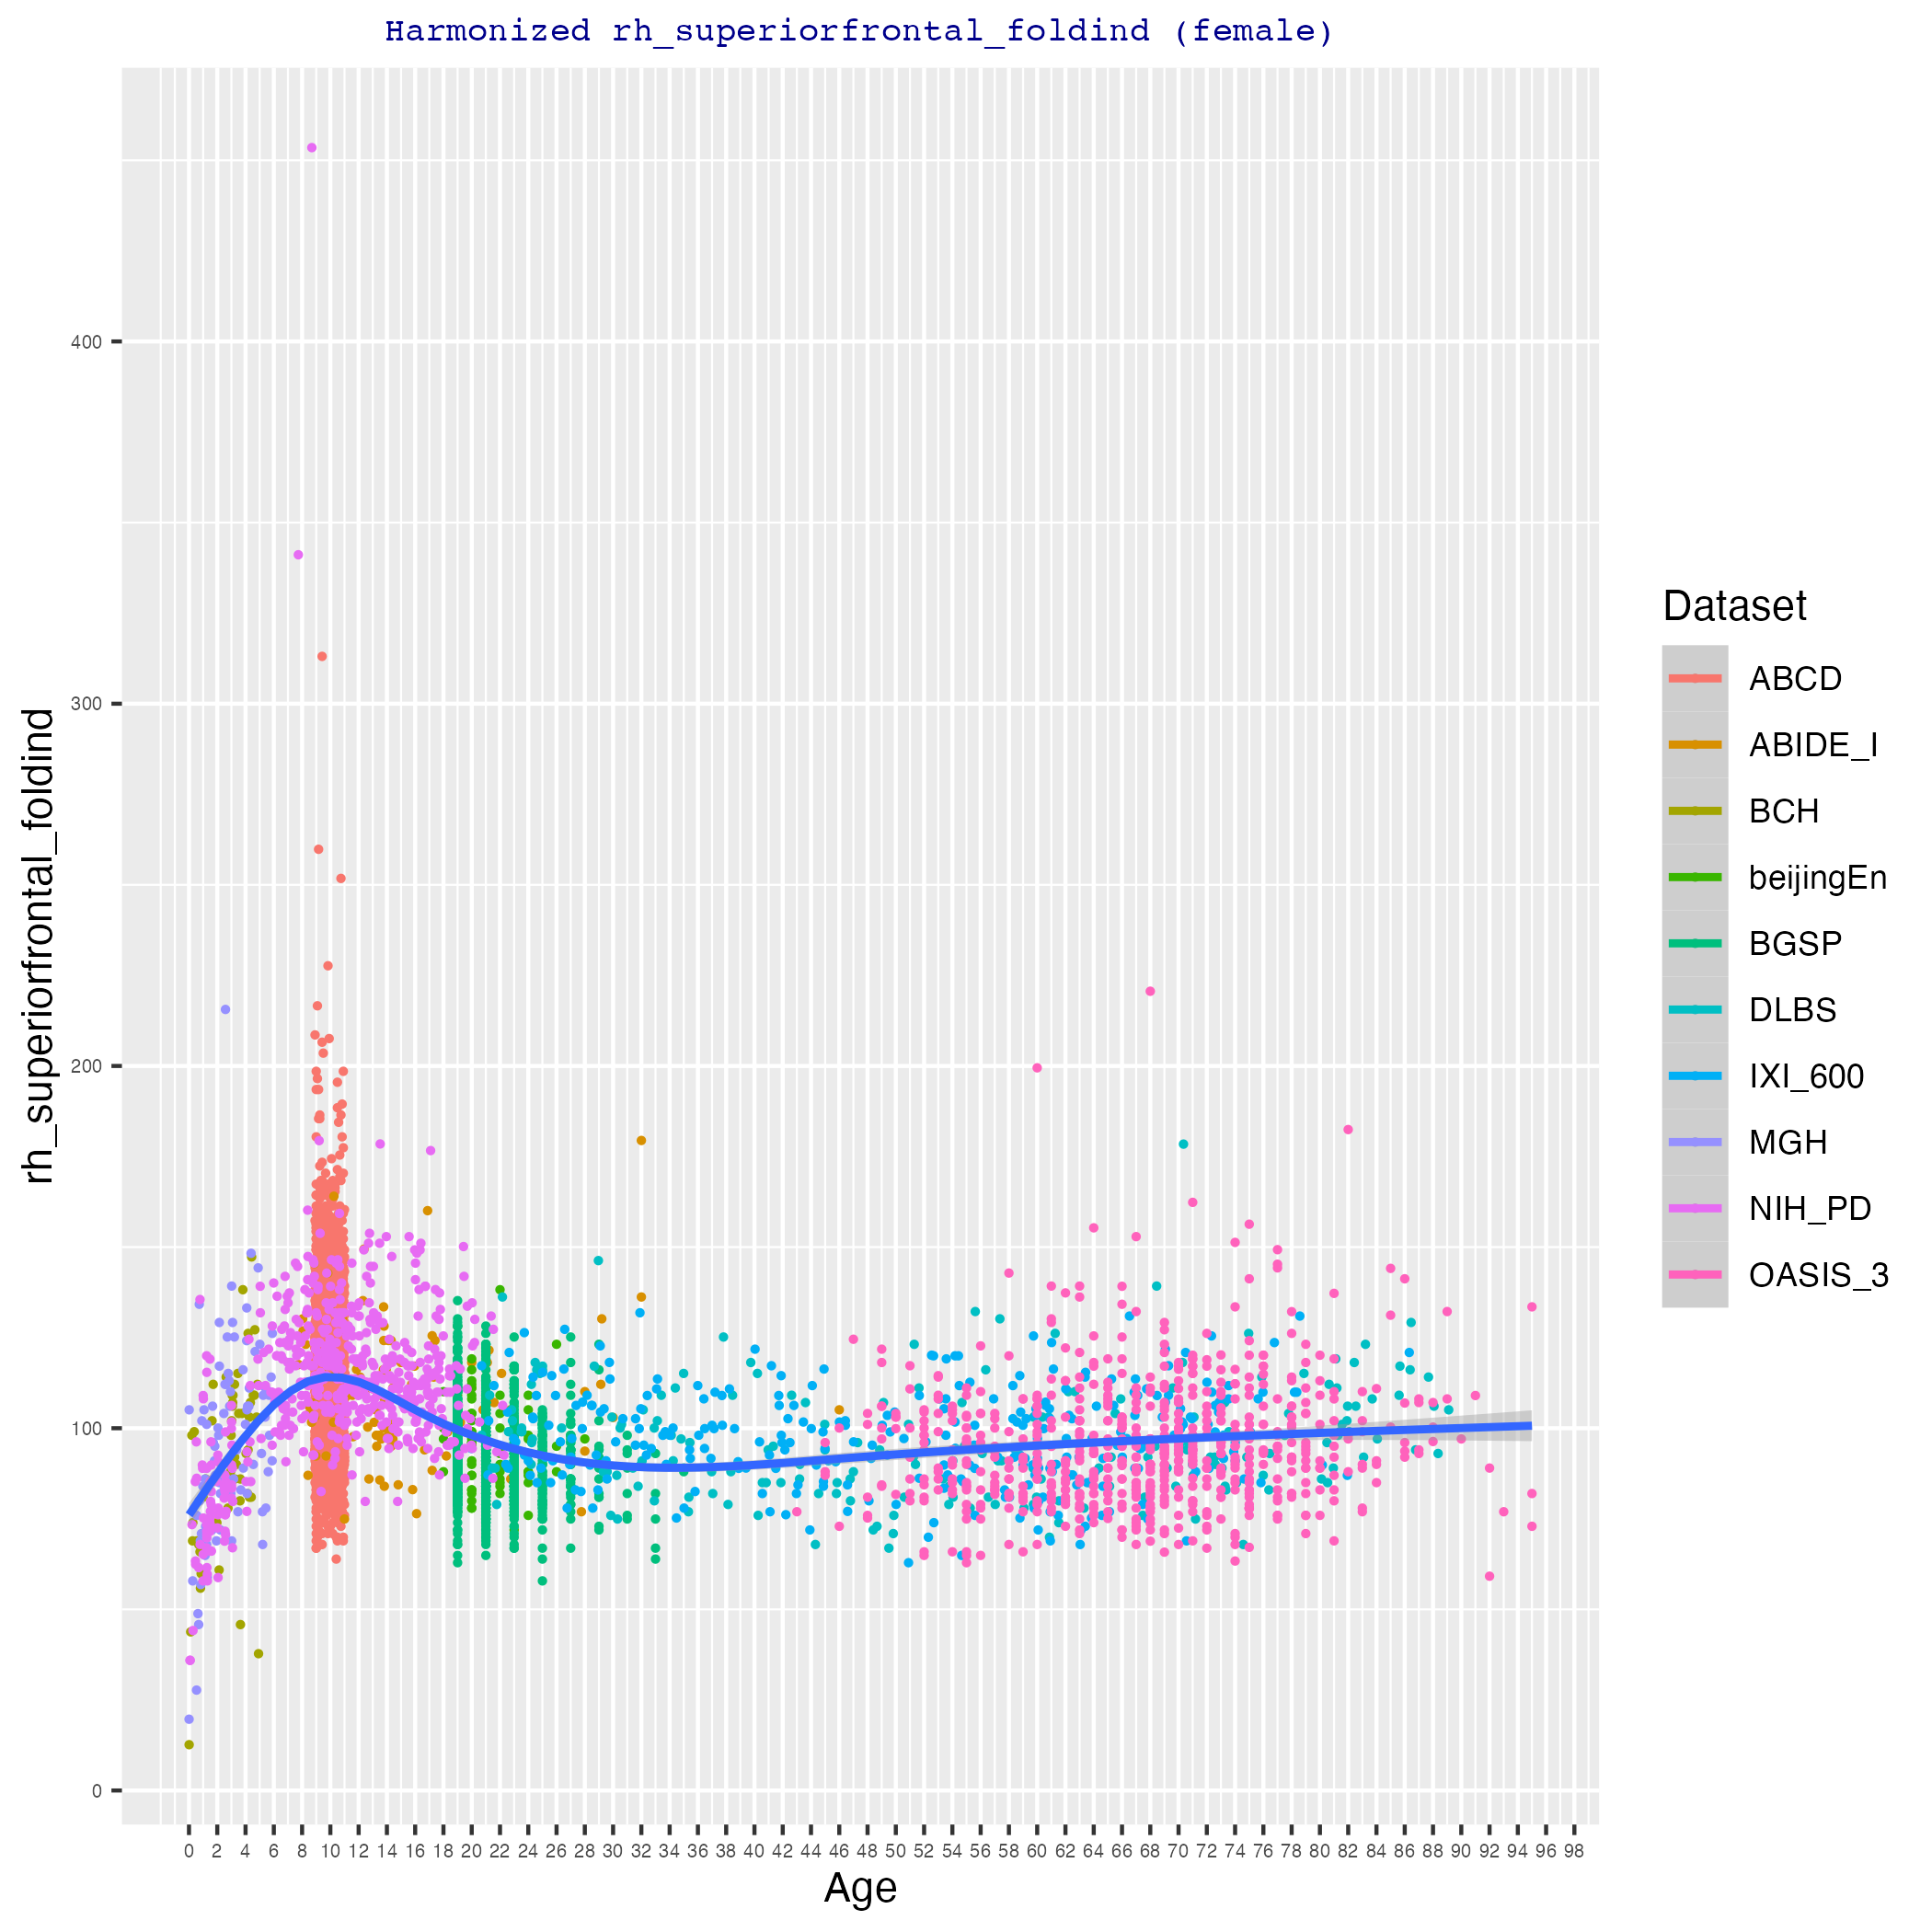 Harmonized rh_superiorfrontal_foldind (female)
rh_superiorfrontal_foldind
400
300
200
100
0
0 2 4 6 8 10 12 14 16 18 20 22 24 26 28 30 32 34 36 38 40 42 44 46 48 50 52 54 56 58 60 62 64 66 68 70 72 74 76 78 80 82 84 86 88 90 92 94 96 98
Age
Dataset
ABCD
ABIDE_I
BCH
beijingEn
BGSP
DLBS
IXI_600
MGH
NIH_PD
OASIS_3